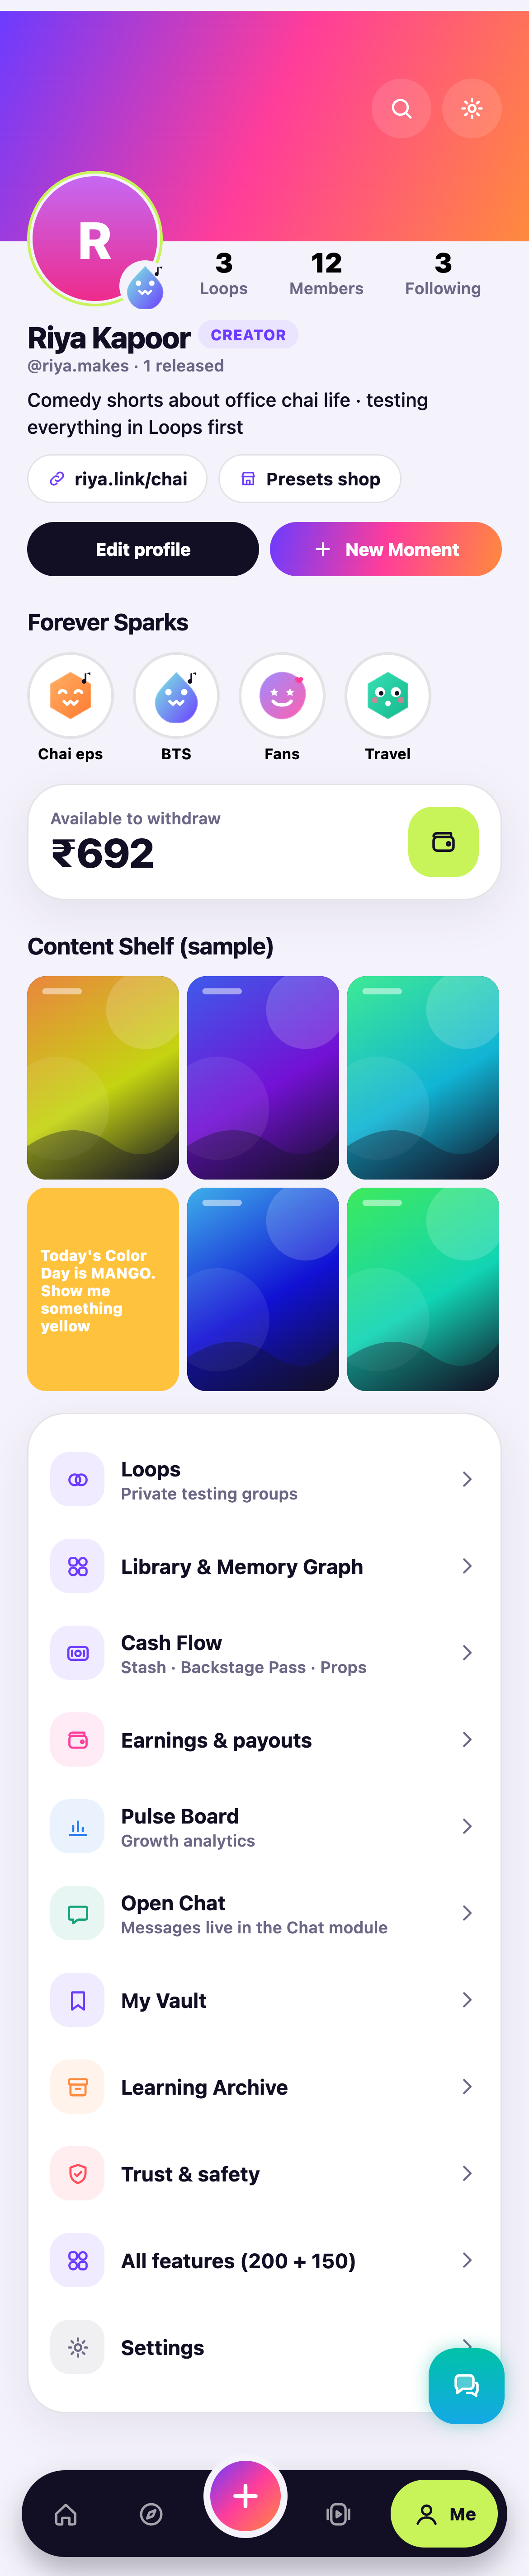 R
3
12
3
Loops
Members
Following
Riya Kapoor
CREATOR
@riya.makes · 1 released
Comedy shorts about office chai life · testing
everything in Loops first
riya.link/chai
Presets shop
Edit profile
New Moment
Forever Sparks
Chai eps
BTS
Fans
Travel
Available to withdraw
₹692
Content Shelf (sample)
Today's Color
Day is MANGO.
Show me
something
yellow
Loops
Private testing groups
Library & Memory Graph
Cash Flow
Stash · Backstage Pass · Props
Earnings & payouts
Pulse Board
Growth analytics
Open Chat
Messages live in the Chat module
My Vault
Learning Archive
Trust & safety
All features (200 + 150)
Settings
Me